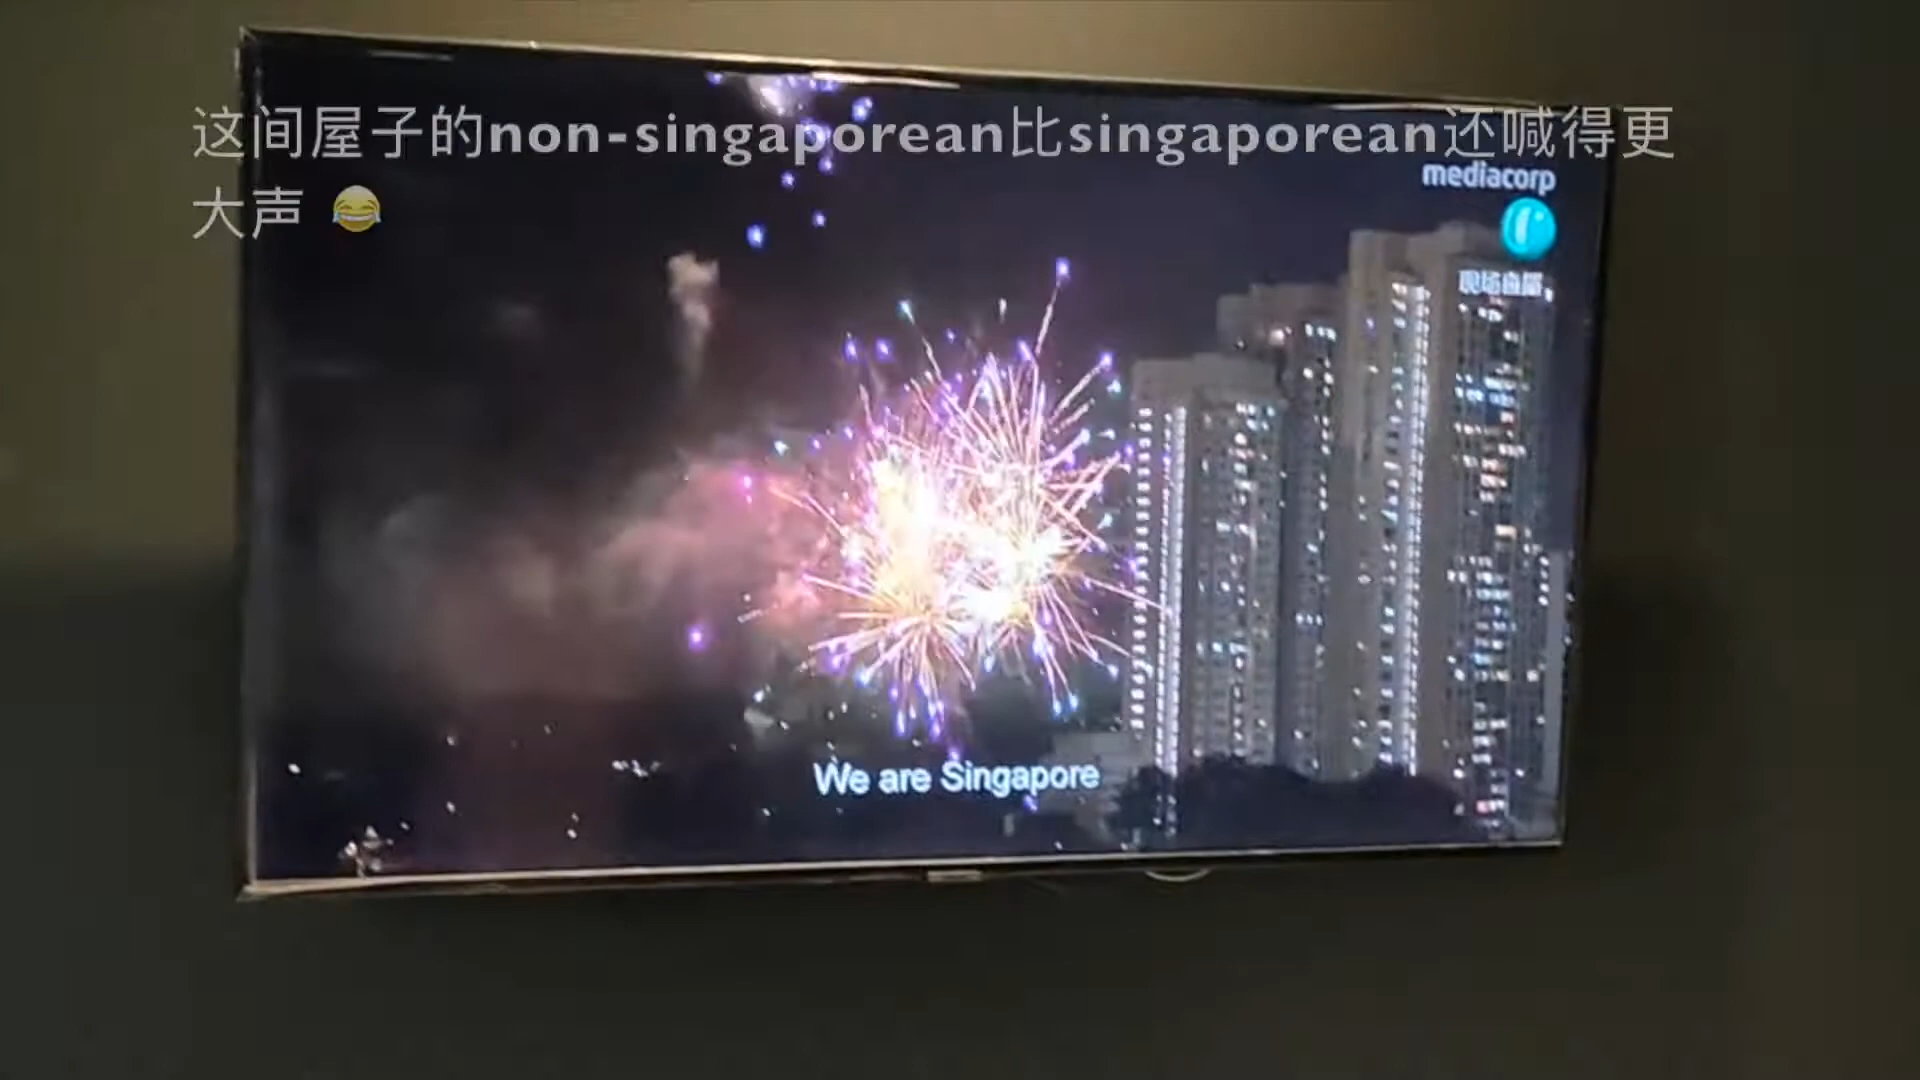 这间屋子的non-singaporean比singaporean还喊得更
大声 😂
mediacorp
现场直播
We are Singapore